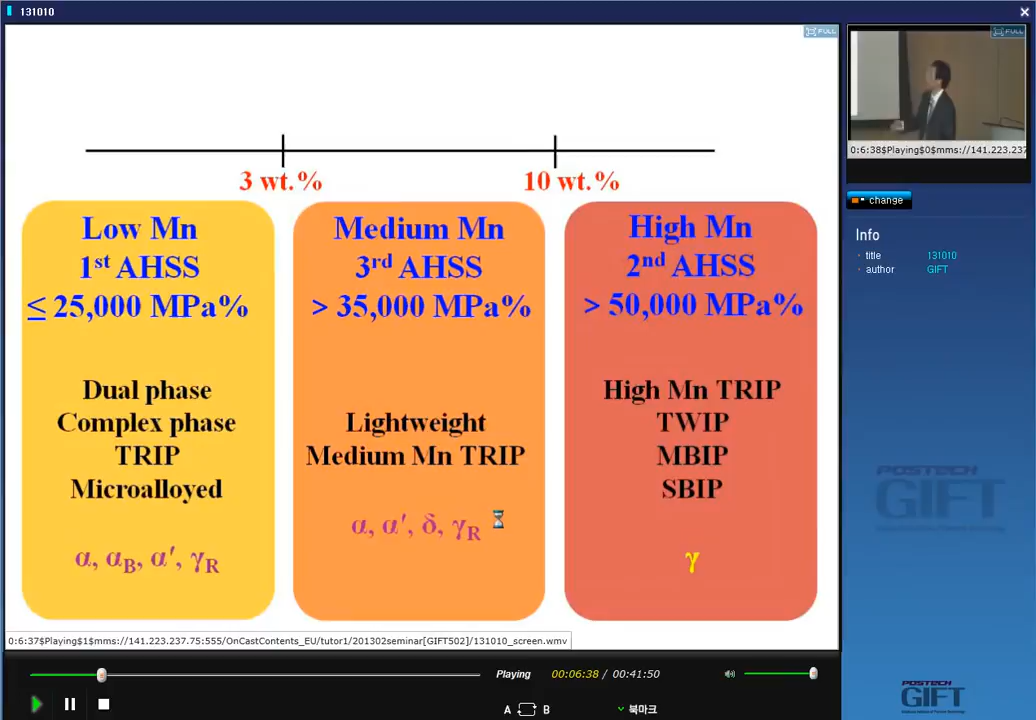 131010
FULL
3 wt.%
10 wt.%
Low Mn
1st AHSS
≤ 25,000 MPa%
Dual phase
Complex phase
TRIP
Microalloyed
α, αB, α′, γR
Medium Mn
3rd AHSS
> 35,000 MPa%
Lightweight
Medium Mn TRIP
α, α′, δ, γR
High Mn
2nd AHSS
> 50,000 MPa%
High Mn TRIP
TWIP
MBIP
SBIP
γ
0:6:37$Playing$1$mms://141.223.237.75:555/OnCastContents_EU/tutor1/201302seminar[GIFT502]/131010_screen.wmv
Playing
00:06:38 / 00:41:50
A B
북마크
FULL
0:6:38$Playing$0$mms://141.223.237
change
Info
title 131010
author GIFT
POSTECH
GIFT
POSTECH
GIFT